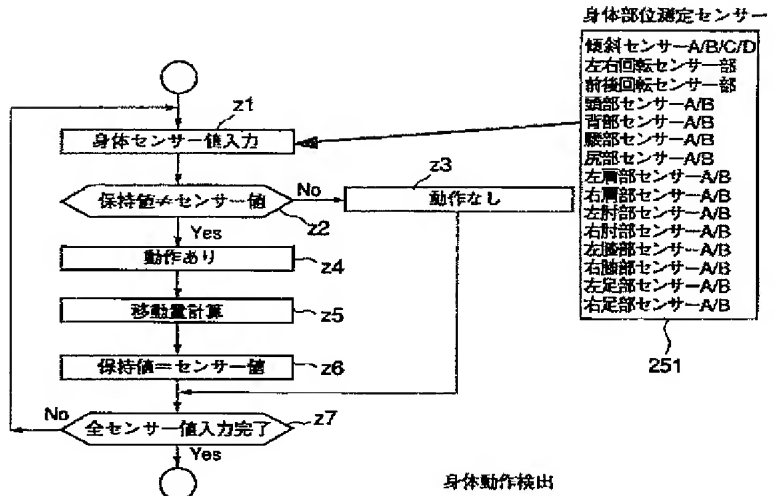 身体部位測定センサー
傾斜センサーA/B/C/D
左右回転センサー部
前後回転センサー部
頭部センサーA/B
背部センサーA/B
腰部センサーA/B
尻部センサーA/B
左肩部センサーA/B
右肩部センサーA/B
左肘部センサーA/B
右肘部センサーA/B
左膝部センサーA/B
右膝部センサーA/B
左足部センサーA/B
右足部センサーA/B
251
z1
身体センサー値入力
保持値≠センサー値
No
z2
z3
動作なし
Yes
動作あり
z4
移動量計算
z5
保持値=センサー値
z6
No
全センサー値入力完了
z7
Yes
身体動作検出